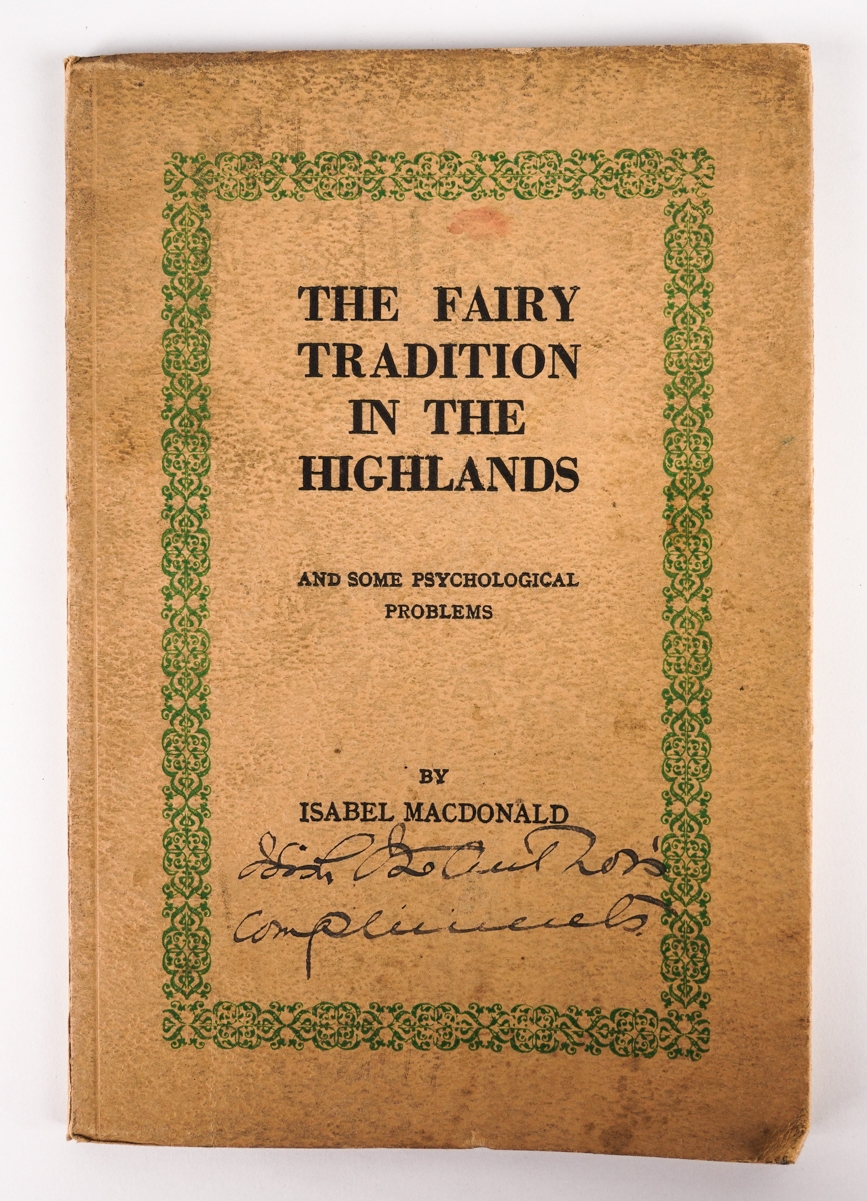 THE FAIRY
TRADITION
IN THE
HIGHLANDS
AND SOME PSYCHOLOGICAL
PROBLEMS
BY
ISABEL MACDONALD
With The Author's
compliments.